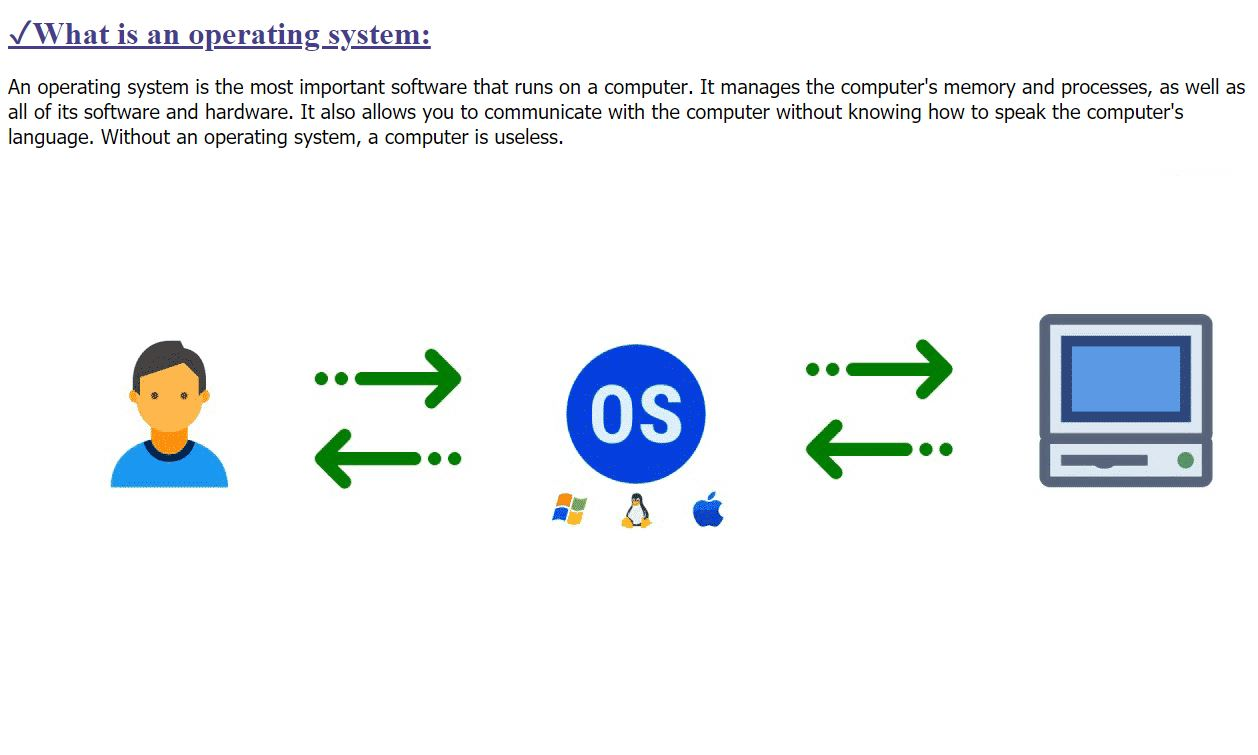 ✓What is an operating system:
An operating system is the most important software that runs on a computer. It manages the computer's memory and processes, as well as
all of its software and hardware. It also allows you to communicate with the computer without knowing how to speak the computer's
language. Without an operating system, a computer is useless.
OS